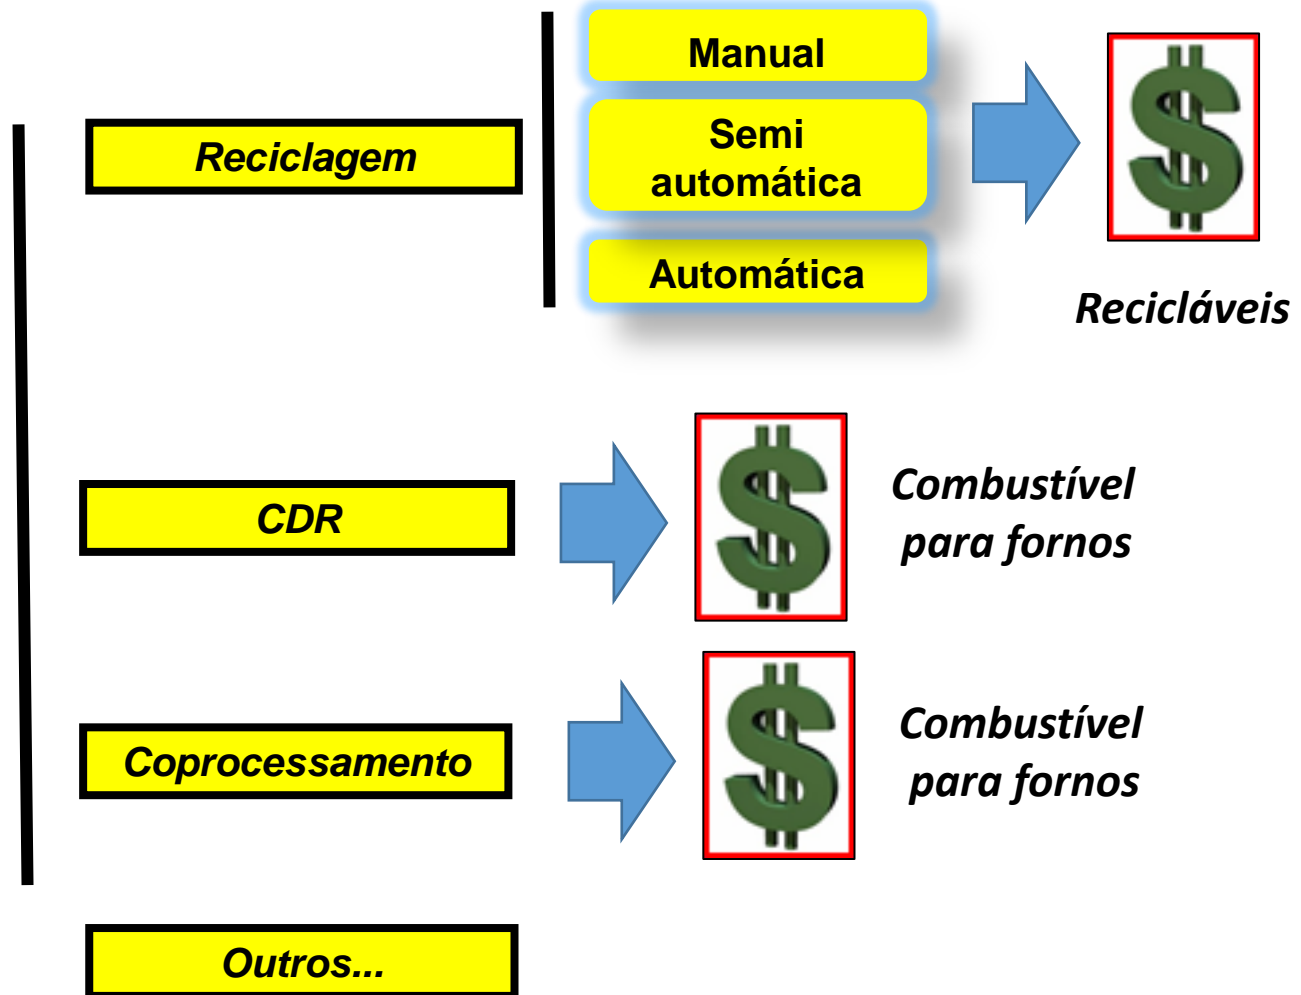 Manual
Reciclagem
Semi
automática
Automática
Recicláveis
CDR
Combustível
para fornos
Coprocessamento
Combustível
para fornos
Outros...